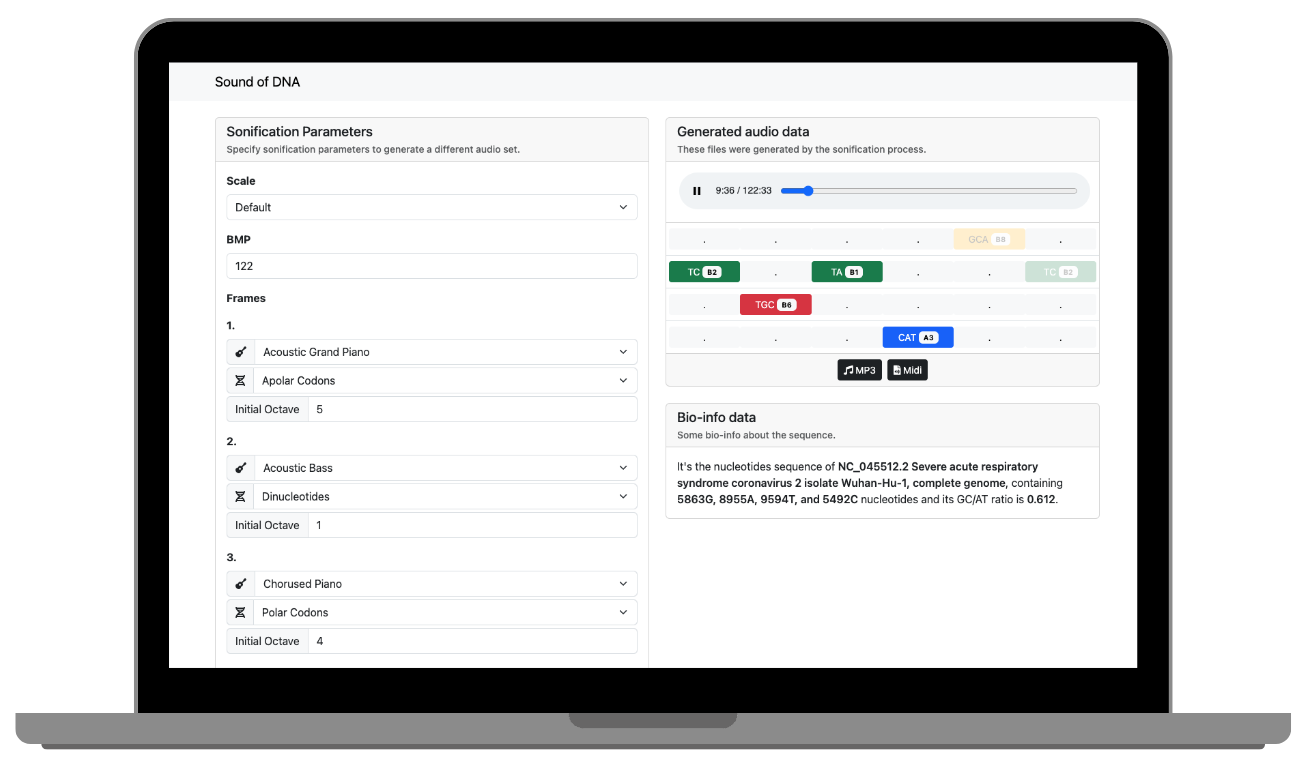 Sound of DNA
Sonification Parameters
Specify sonification parameters to generate a different audio set.
Scale
Default
BMP
122
Frames
1.
Acoustic Grand Piano
Apolar Codons
Initial Octave 5
2.
Acoustic Bass
Dinucleotides
Initial Octave 1
3.
Chorused Piano
Polar Codons
Initial Octave 4
Generated audio data
These files were generated by the sonification process.
9:36 / 122:33
. . . . GCA B8 .
TC B2 . TA B1 . . TC B2
. TGC B6 . . . .
. . . CAT A3 . .
MP3 Midi
Bio-info data
Some bio-info about the sequence.
It's the nucleotides sequence of NC_045512.2 Severe acute respiratory
syndrome coronavirus 2 isolate Wuhan-Hu-1, complete genome, containing
5863G, 8955A, 9594T, and 5492C nucleotides and its GC/AT ratio is 0.612.